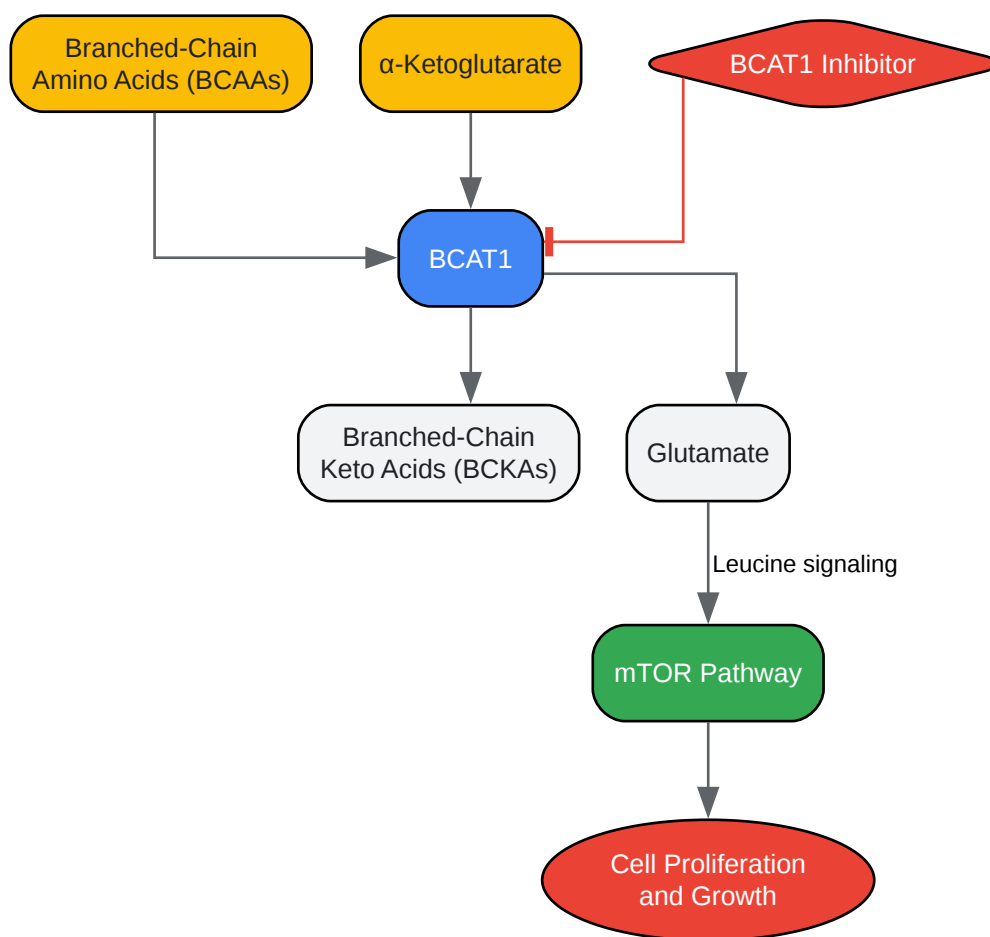 Branched-Chain
Amino Acids (BCAAs)
α-Ketoglutarate
BCAT1 Inhibitor
BCAT1
Branched-Chain
Keto Acids (BCKAs)
Glutamate
Leucine signaling
mTOR Pathway
Cell Proliferation
and Growth